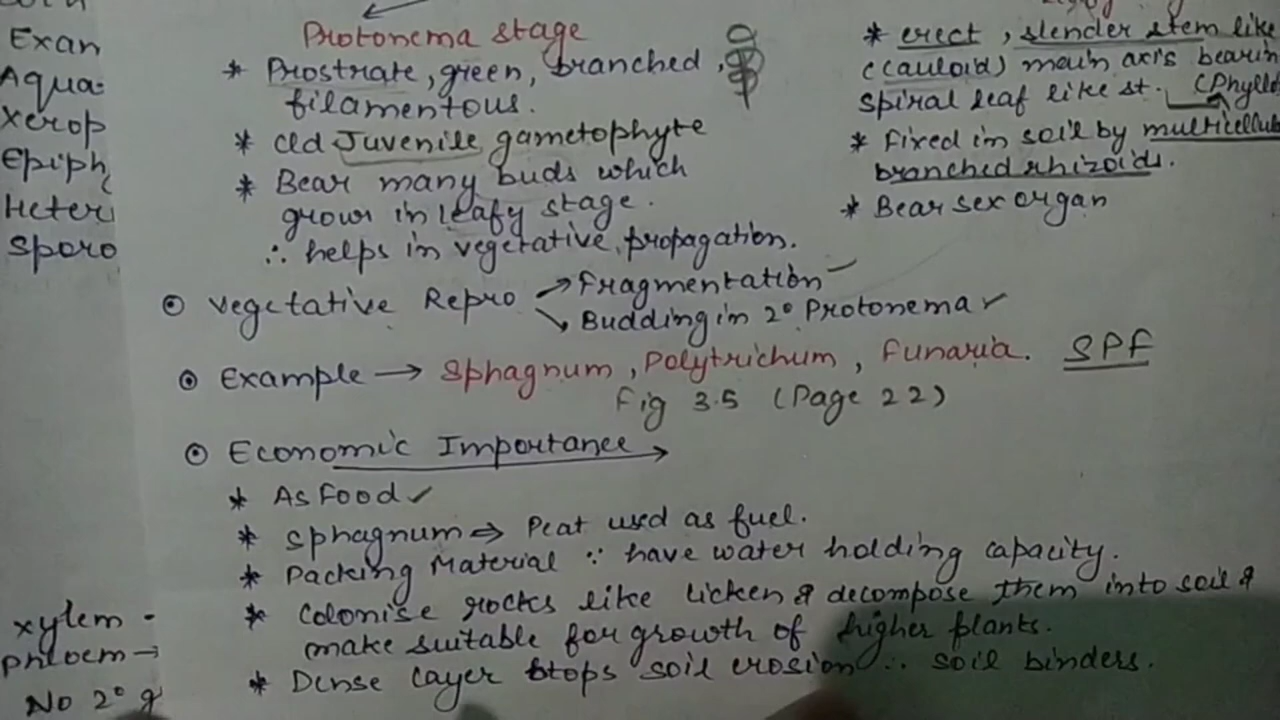 Exan
Aqua
Xerop
Epiph
Heter
Sporo
xylem -
phloem →
No 2° g
Protonema stage
* Prostrate, green, branched,
filamentous.
* cld Juvenile gametophyte
* Bear many buds which
grow in leafy stage.
∴ helps in vegetative propagation.
* erect, slender stem like
(cauloid) main axis bearin
spiral leaf like st. (Phyllo
* Fixed in soil by multicellula
branched rhizoids.
* Bear sex organ
⊙ Vegetative Repro → Fragmentation
↘ Budding in 2° Protonema ✓
⊙ Example → Sphagnum, Polytrichum, Funaria. SPF
Fig 3.5 (Page 22)
⊙ Economic Importance →
* As Food ✓
* Sphagnum ⇒ Peat used as fuel.
* Packing Material ∵ have water holding capacity.
* Colonise rocks like licken & decompose them into soil &
make suitable for growth of higher plants.
* Dense layer stops soil erosion ∴ soil binders.